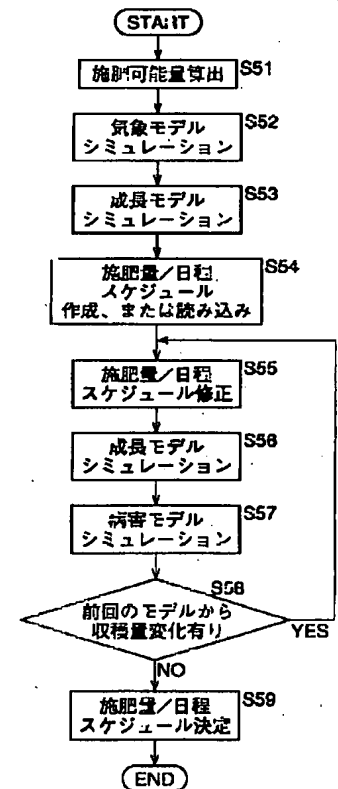 START
施肥可能量算出
S51
気象モデル
シミュレーション
S52
成長モデル
シミュレーション
S53
施肥量/日程
スケジュール
作成、または読み込み
S54
施肥量/日程
スケジュール修正
S55
成長モデル
シミュレーション
S56
病害モデル
シミュレーション
S57
S58
前回のモデルから
収穫量変化有り
YES
NO
施肥量/日程
スケジュール決定
S59
END